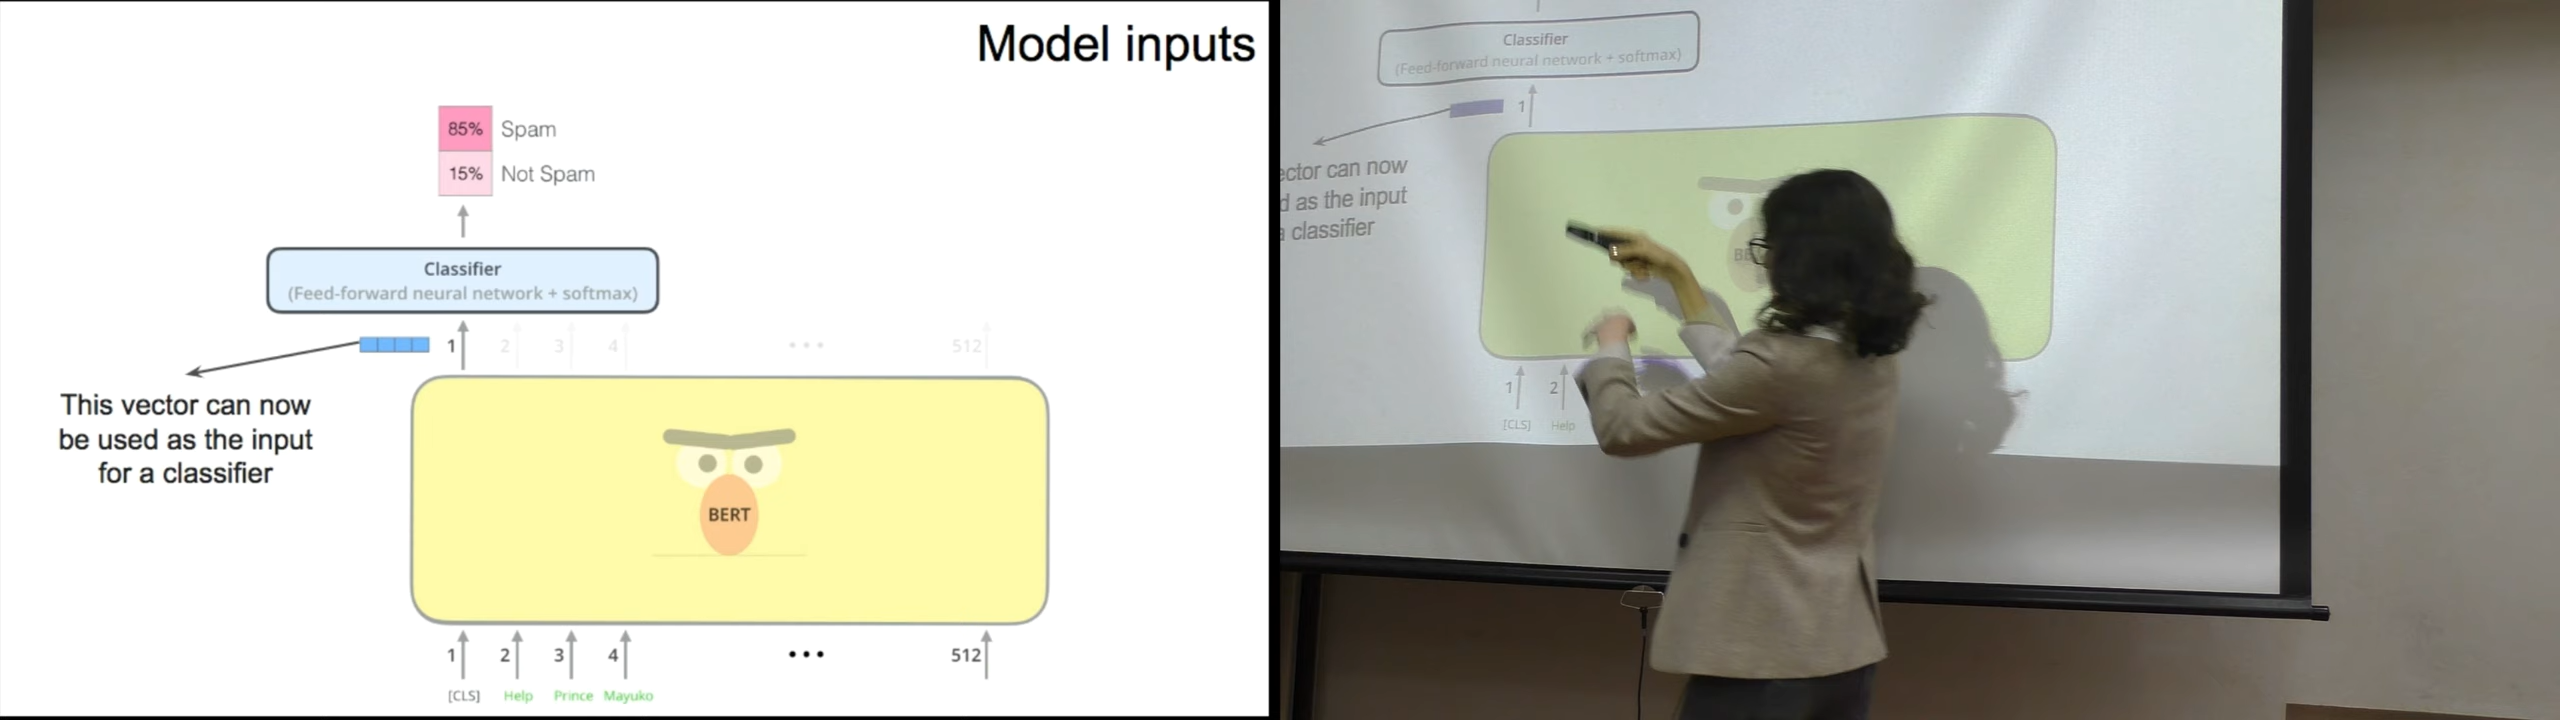 Model inputs
85% Spam
15% Not Spam
Classifier
(Feed-forward neural network + softmax)
1 2 3 4 ... 512
This vector can now
be used as the input
for a classifier
BERT
1 2 3 4 ... 512
[CLS] Help Prince Mayuko
Classifier
(Feed-forward neural network + softmax)
1
can now
as the input
classifier
1 2
[CLS] Help